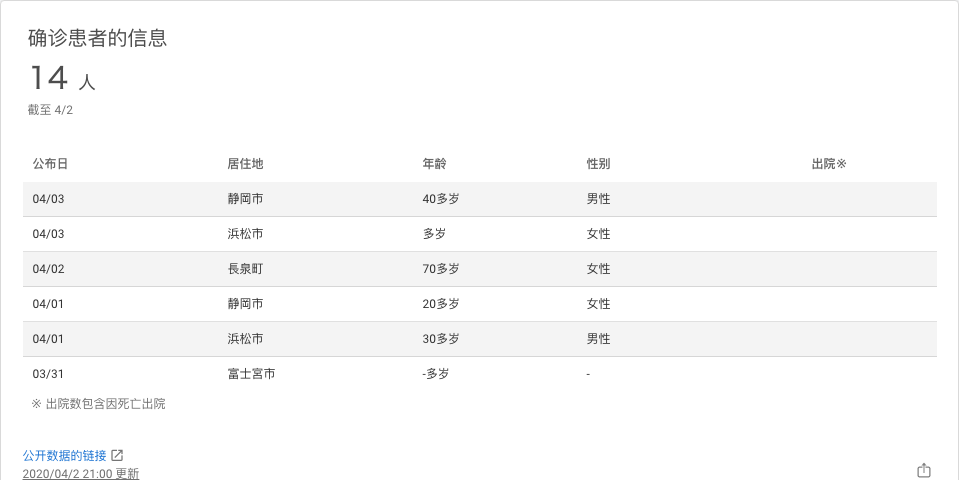 确诊患者的信息
14 人
截至 4/2
公布日 居住地 年龄 性别 出院※
04/03 静岡市 40多岁 男性
04/03 浜松市 多岁 女性
04/02 長泉町 70多岁 女性
04/01 静岡市 20多岁 女性
04/01 浜松市 30多岁 男性
03/31 富士宮市 -多岁 -
※ 出院数包含因死亡出院
公开数据的链接
2020/04/2 21:00 更新